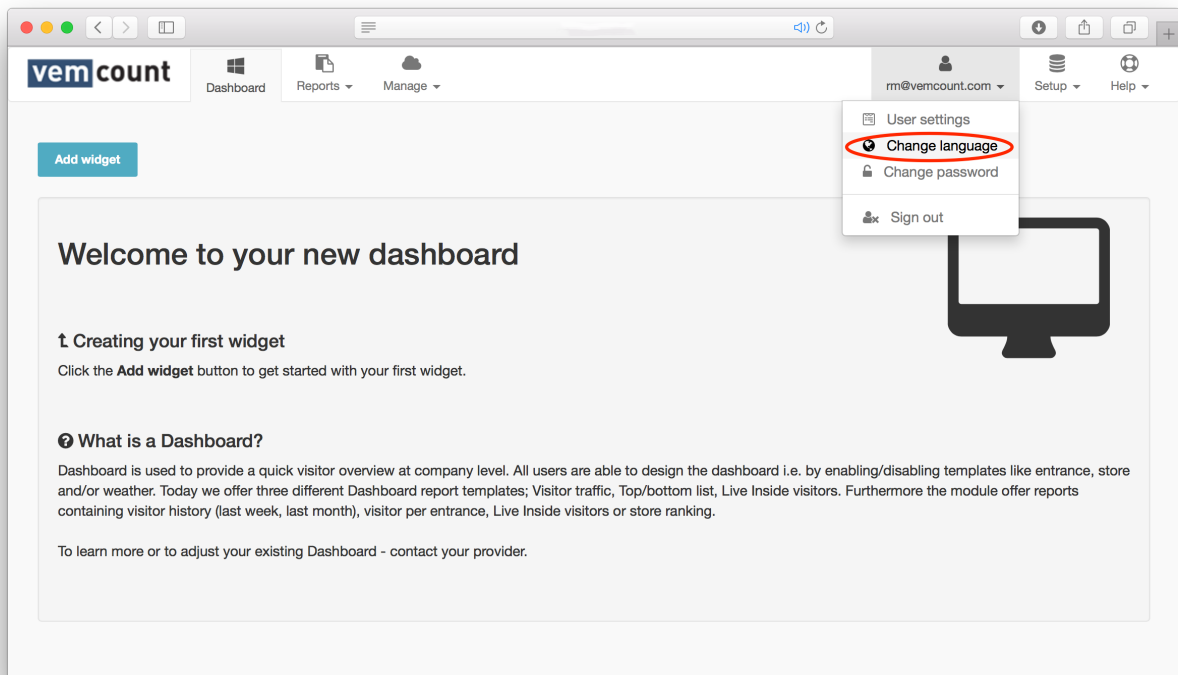 vemcount
Dashboard
Reports
Manage
rm@vemcount.com
Setup
Help
User settings
Change language
Change password
Sign out
Add widget
Welcome to your new dashboard
Creating your first widget
Click the Add widget button to get started with your first widget.
What is a Dashboard?
Dashboard is used to provide a quick visitor overview at company level. All users are able to design the dashboard i.e. by enabling/disabling templates like entrance, store
and/or weather. Today we offer three different Dashboard report templates; Visitor traffic, Top/bottom list, Live Inside visitors. Furthermore the module offer reports
containing visitor history (last week, last month), visitor per entrance, Live Inside visitors or store ranking.
To learn more or to adjust your existing Dashboard - contact your provider.